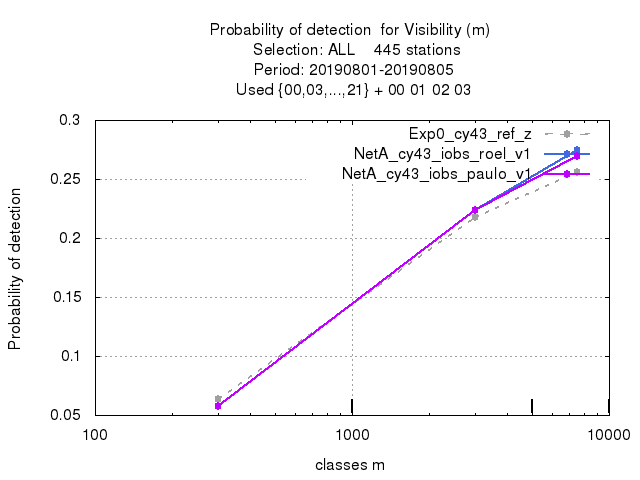 Probability of detection  for Visibility (m)
Selection: ALL    445 stations
Period: 20190801-20190805
Used {00,03,...,21} + 00 01 02 03
0.3
Exp0_cy43_ref_z
NetA_cy43_iobs_roel_v1
NetA_cy43_iobs_paulo_v1
0.25
0.2
0.15
0.1
0.05
Probability of detection
100
1000
10000
classes m